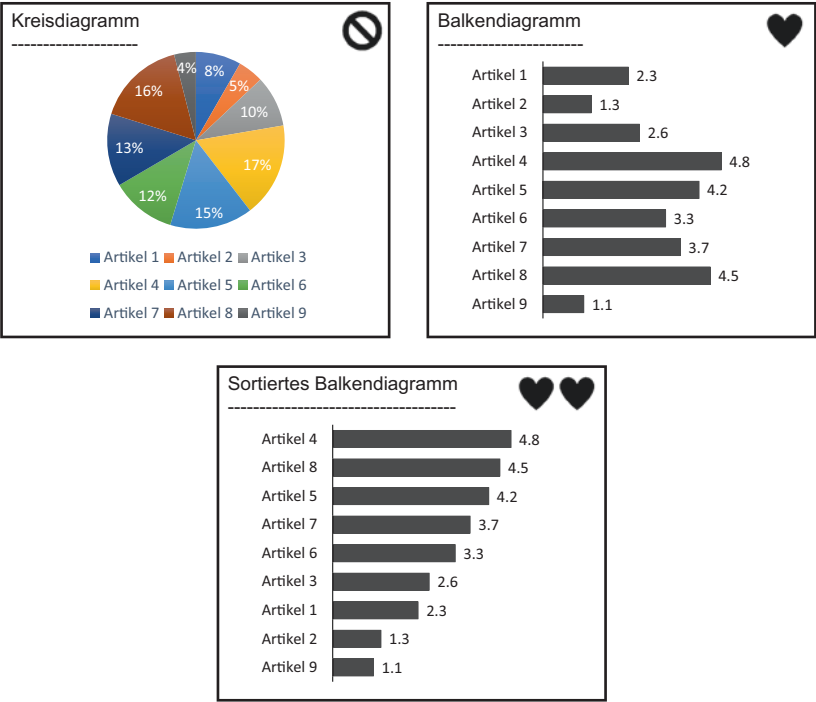 Kreisdiagramm
--------------------
4% 8%
5%
16%
10%
13%
17%
12%
15%
Artikel 1 Artikel 2 Artikel 3
Artikel 4 Artikel 5 Artikel 6
Artikel 7 Artikel 8 Artikel 9
Balkendiagramm
-----------------------
Artikel 1 2.3
Artikel 2 1.3
Artikel 3 2.6
Artikel 4 4.8
Artikel 5 4.2
Artikel 6 3.3
Artikel 7 3.7
Artikel 8 4.5
Artikel 9 1.1
Sortiertes Balkendiagramm
------------------------------------
Artikel 4 4.8
Artikel 8 4.5
Artikel 5 4.2
Artikel 7 3.7
Artikel 6 3.3
Artikel 3 2.6
Artikel 1 2.3
Artikel 2 1.3
Artikel 9 1.1